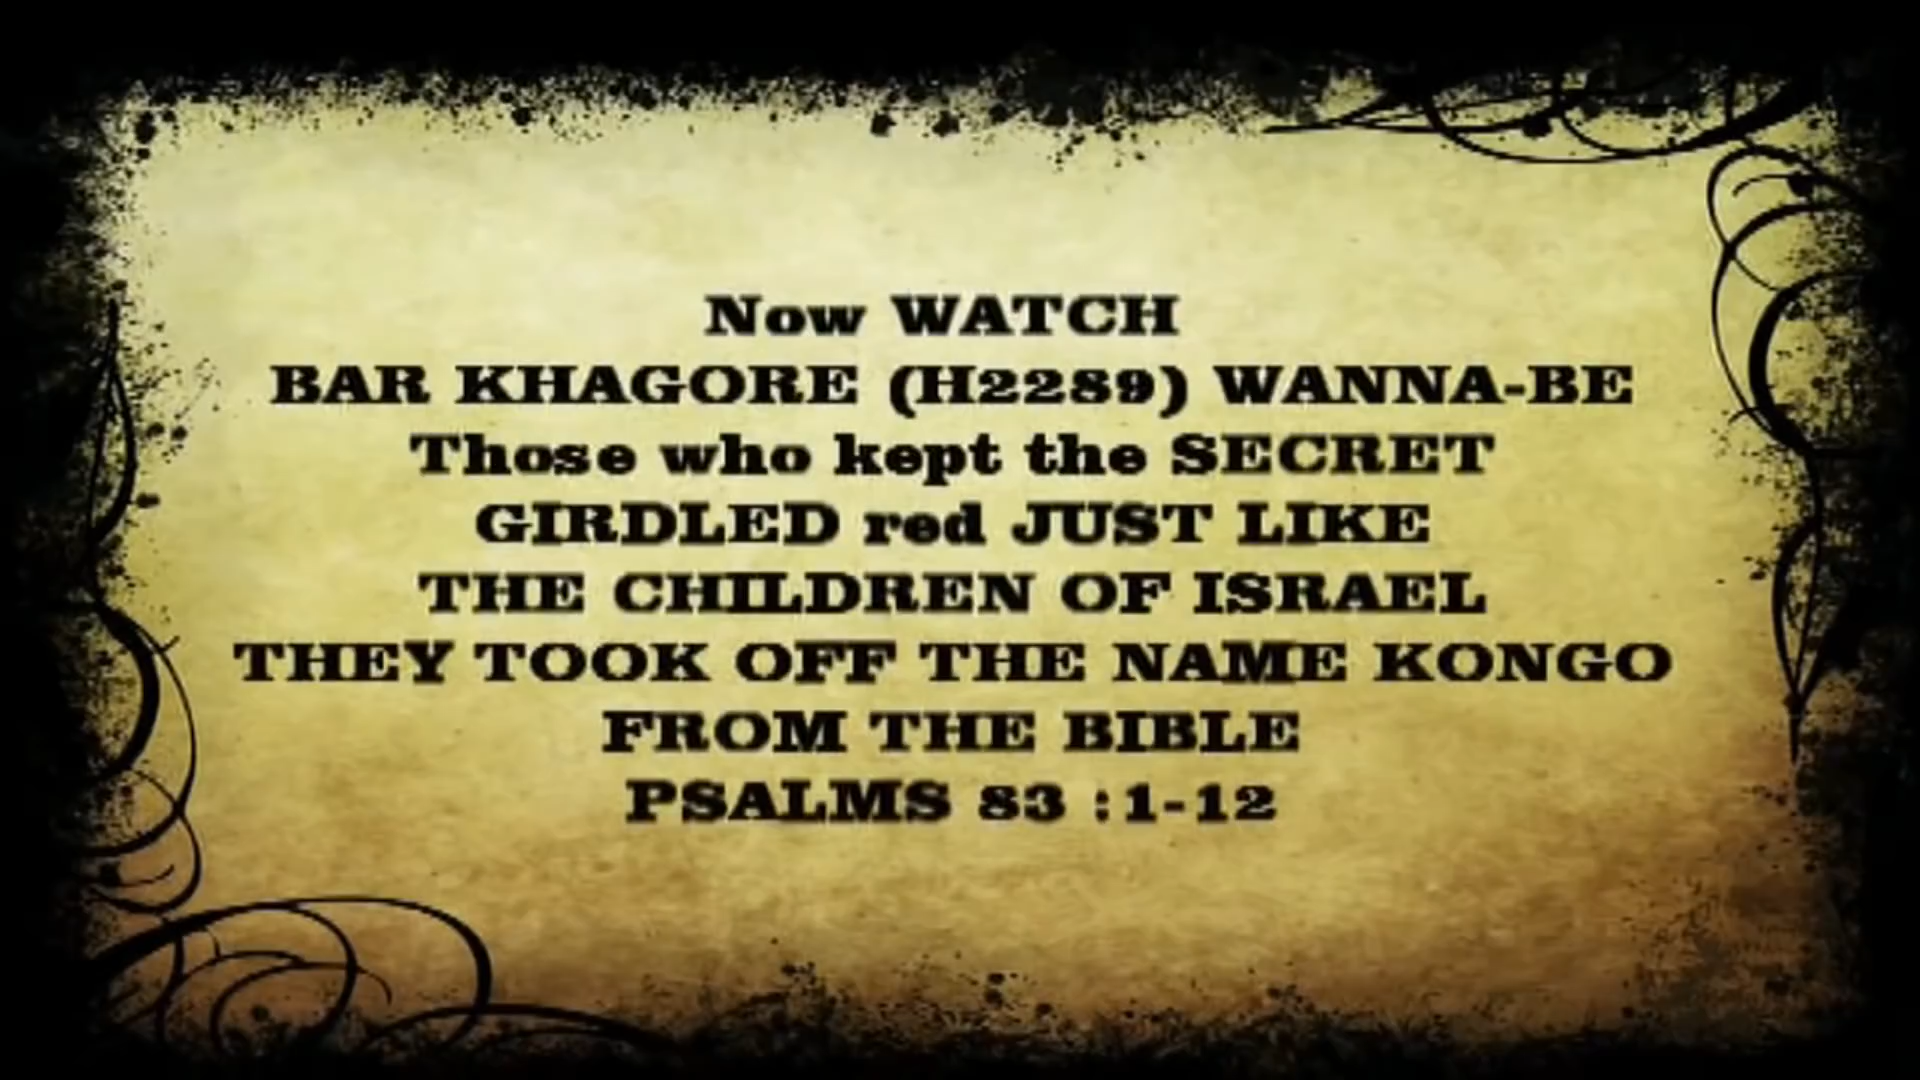 Now WATCH
BAR KHAGORE (H2289) WANNA-BE
Those who kept the SECRET
GIRDLED red JUST LIKE
THE CHILDREN OF ISRAEL
THEY TOOK OFF THE NAME KONGO
FROM THE BIBLE
PSALMS 83 :1-12